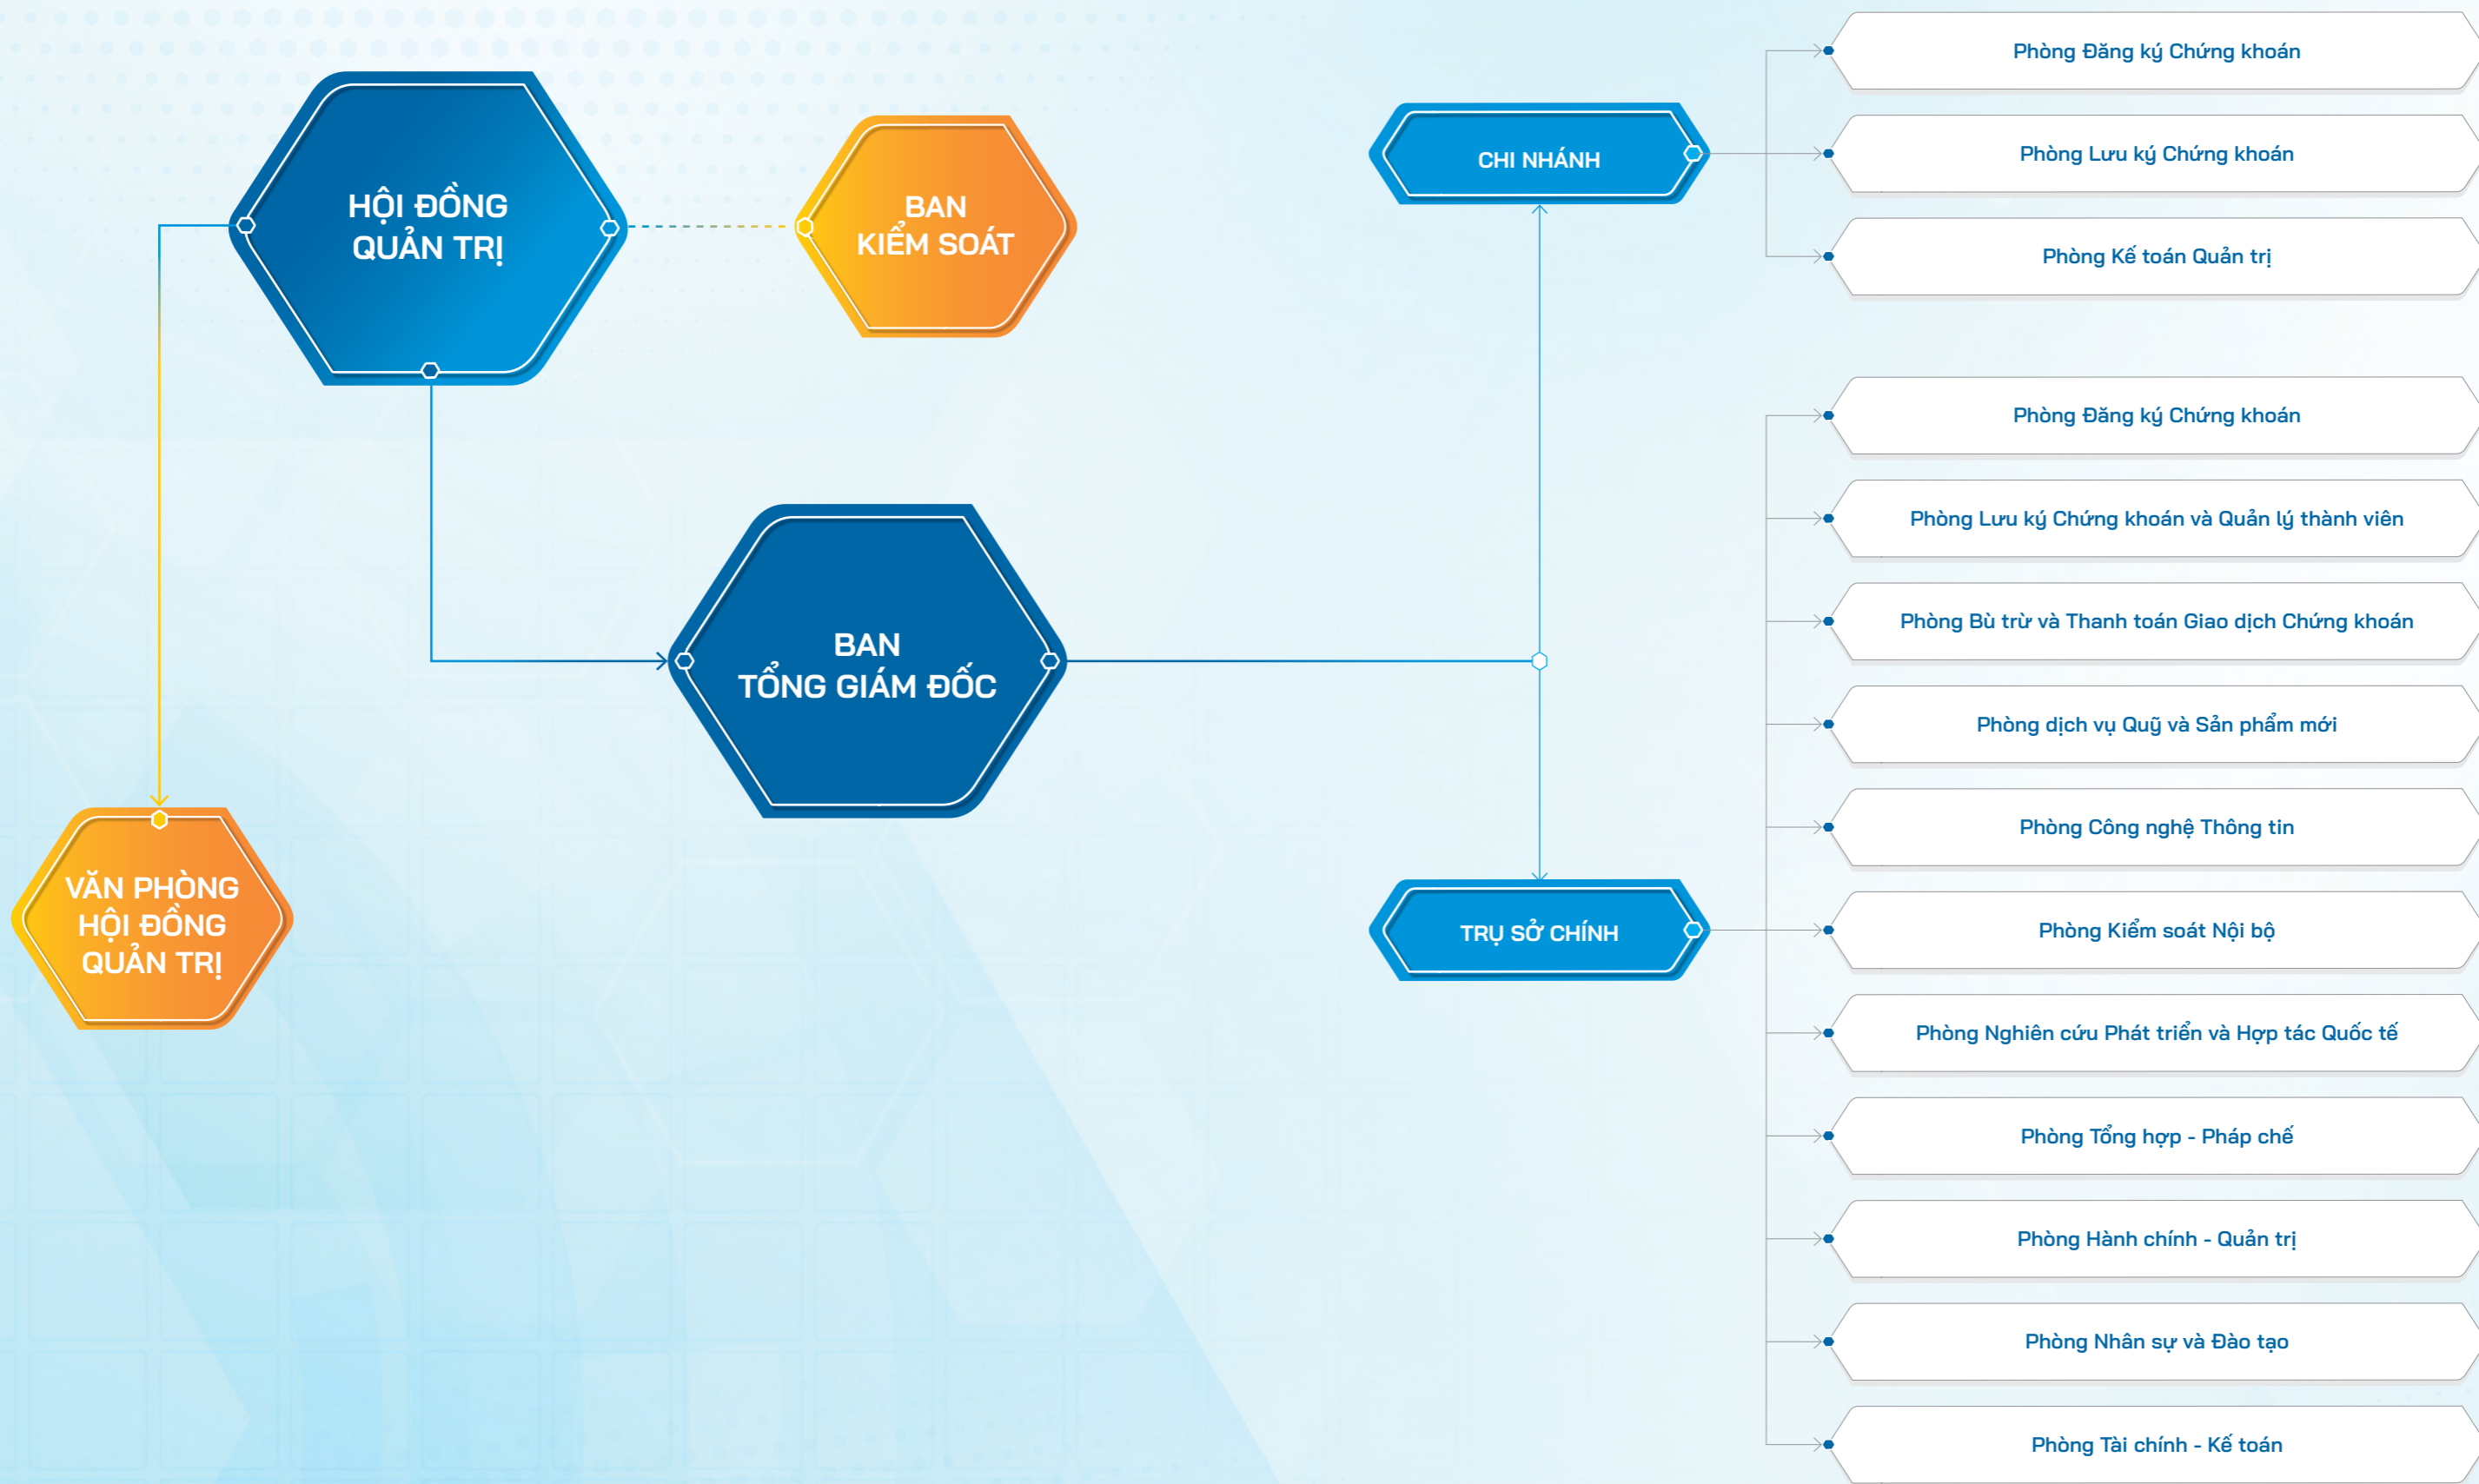 HỘI ĐỒNG
QUẢN TRỊ
BAN
KIỂM SOÁT
BAN
TỔNG GIÁM ĐỐC
VĂN PHÒNG
HỘI ĐỒNG
QUẢN TRỊ
CHI NHÁNH
Phòng Đăng ký Chứng khoán
Phòng Lưu ký Chứng khoán
Phòng Kế toán Quản trị
TRỤ SỞ CHÍNH
Phòng Đăng ký Chứng khoán
Phòng Lưu ký Chứng khoán và Quản lý thành viên
Phòng Bù trừ và Thanh toán Giao dịch Chứng khoán
Phòng dịch vụ Quỹ và Sản phẩm mới
Phòng Công nghệ Thông tin
Phòng Kiểm soát Nội bộ
Phòng Nghiên cứu Phát triển và Hợp tác Quốc tế
Phòng Tổng hợp - Pháp chế
Phòng Hành chính - Quản trị
Phòng Nhân sự và Đào tạo
Phòng Tài chính - Kế toán